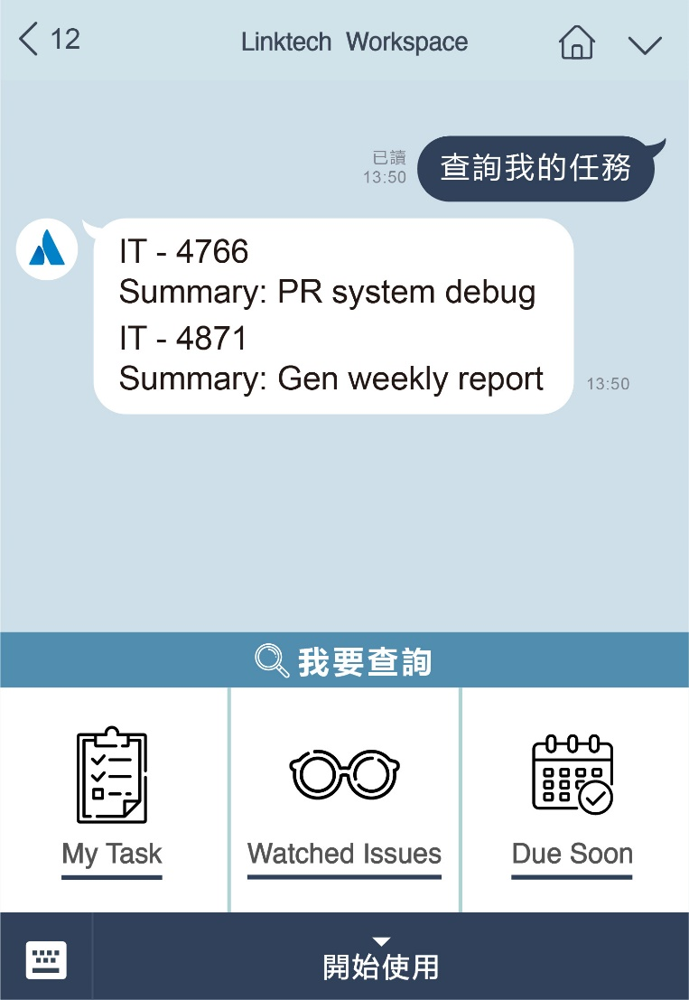 12
Linktech Workspace
已讀
13:50
查詢我的任務
IT - 4766
Summary: PR system debug
IT - 4871
Summary: Gen weekly report
13:50
我要查詢
My Task
Watched Issues
Due Soon
開始使用